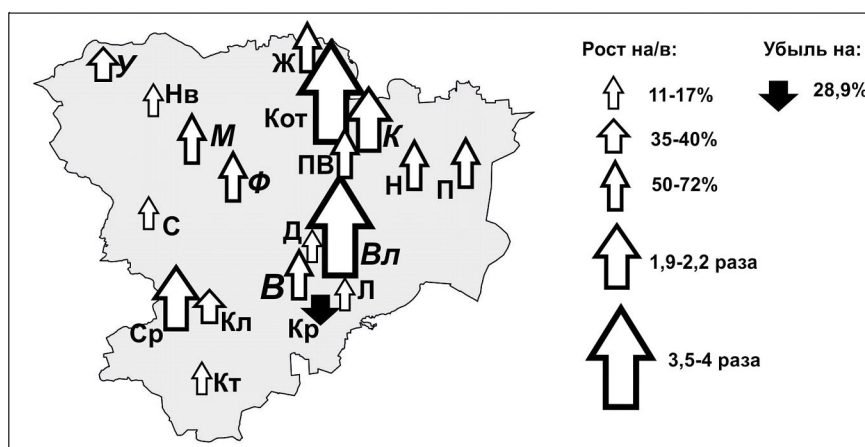 У
Ж
Нв
Кот
М
К
Ф
ПВ
Н
П
С
Д
Вл
В
Л
Ср
Кл
Кр
Кт
Рост на/в:
11-17%
35-40%
50-72%
1,9-2,2 раза
3,5-4 раза
Убыль на:
28,9%